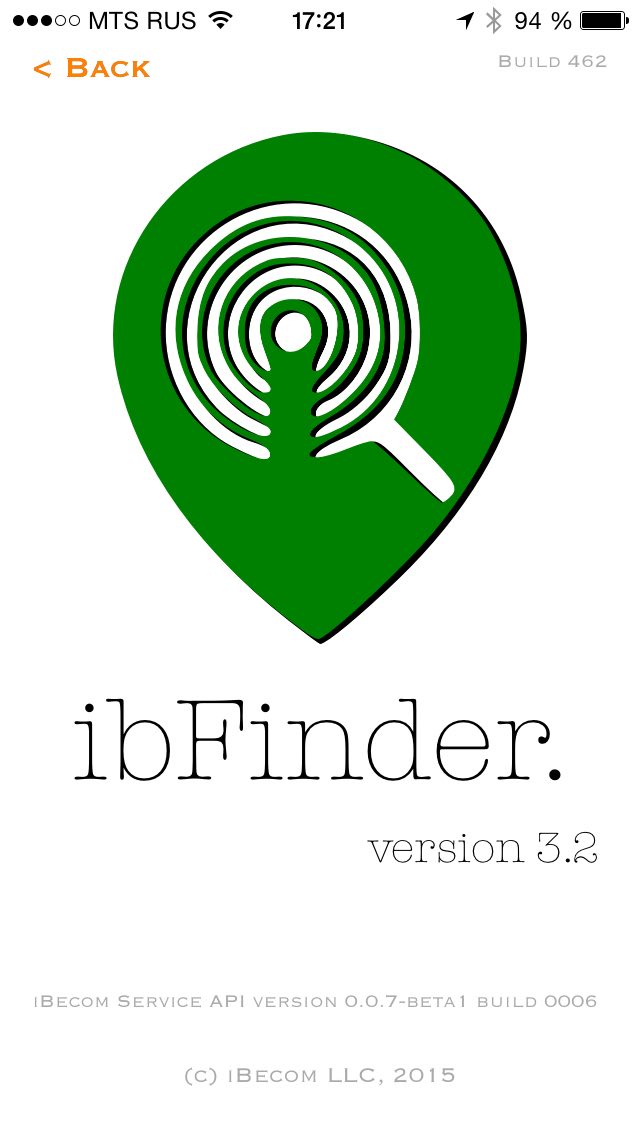 MTS RUS 17:21 94 %
< Back
Build 462
ibFinder.
version 3.2
iBecom Service API version 0.0.7-beta1 build 0006
(c) iBecom LLC, 2015